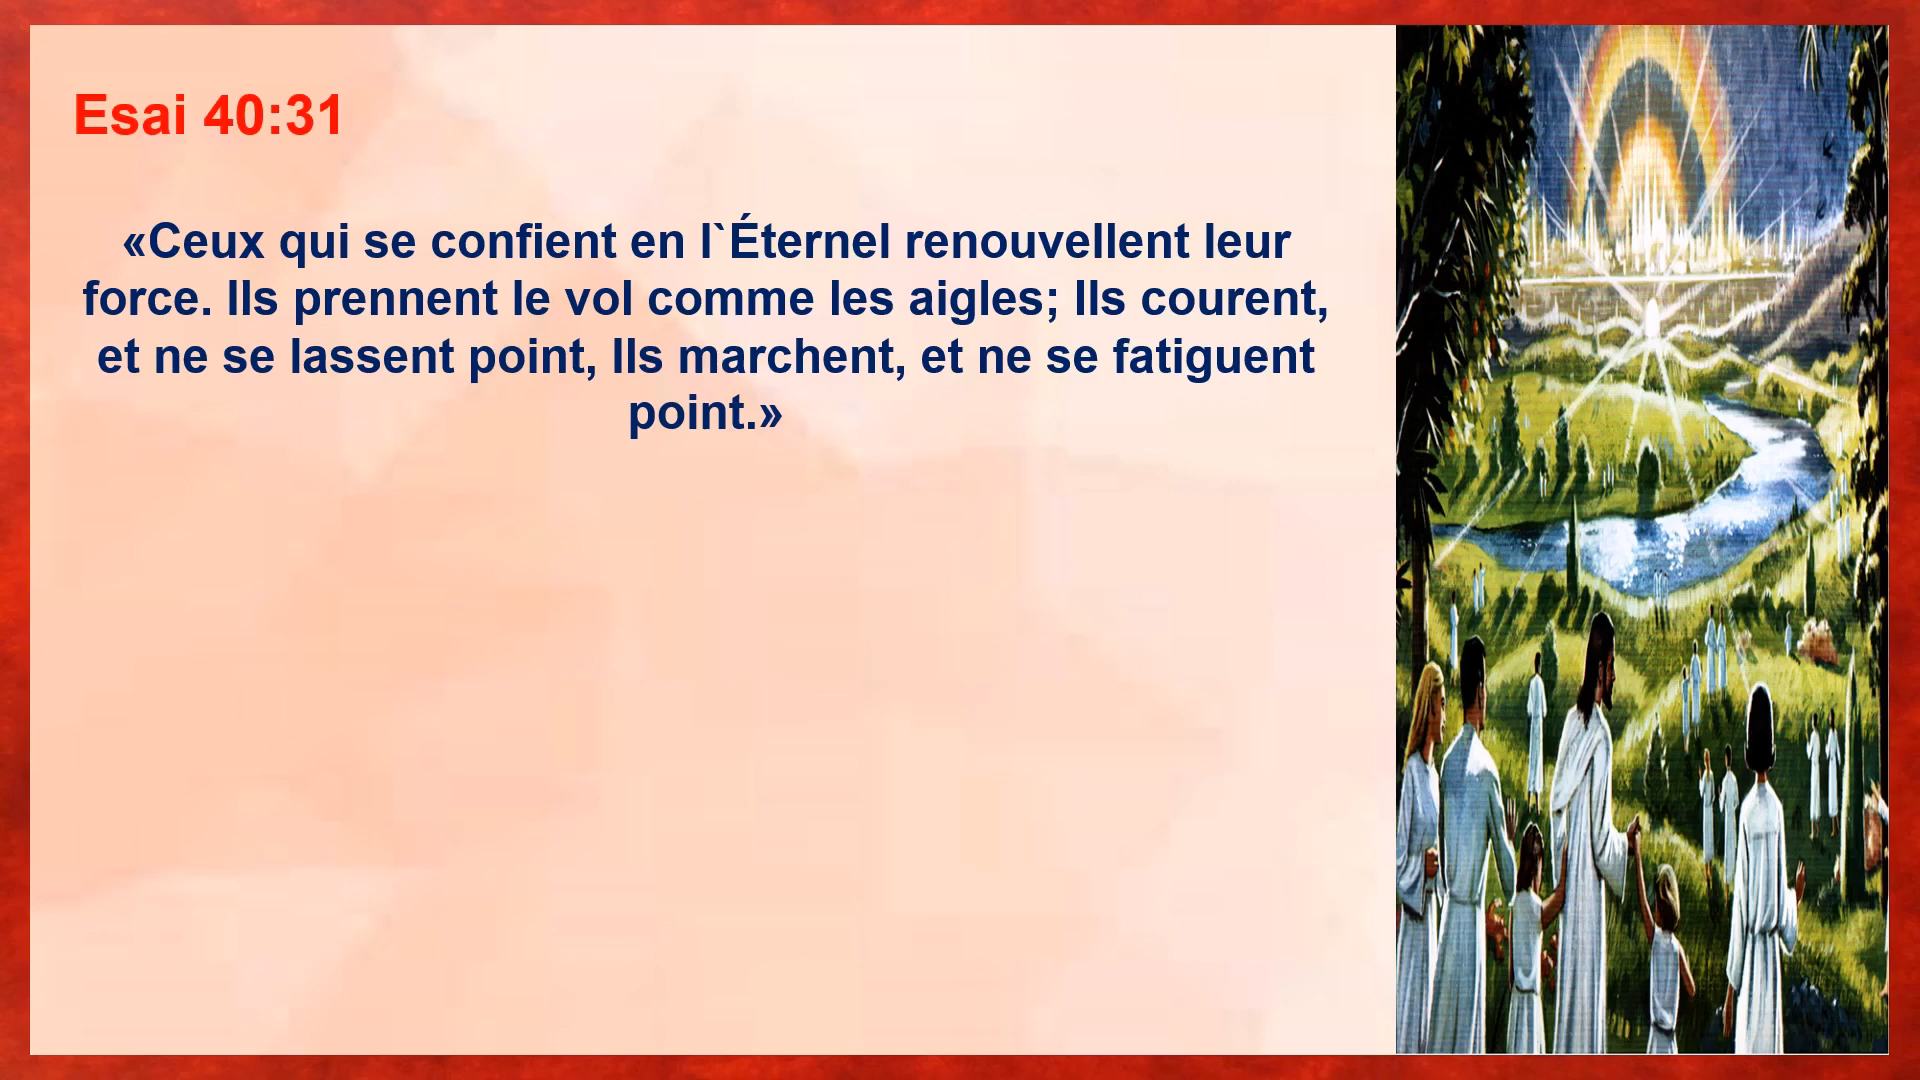 Esai 40:31
«Ceux qui se confient en l`Éternel renouvellent leur
force. Ils prennent le vol comme les aigles; Ils courent,
et ne se lassent point, Ils marchent, et ne se fatiguent
point.»